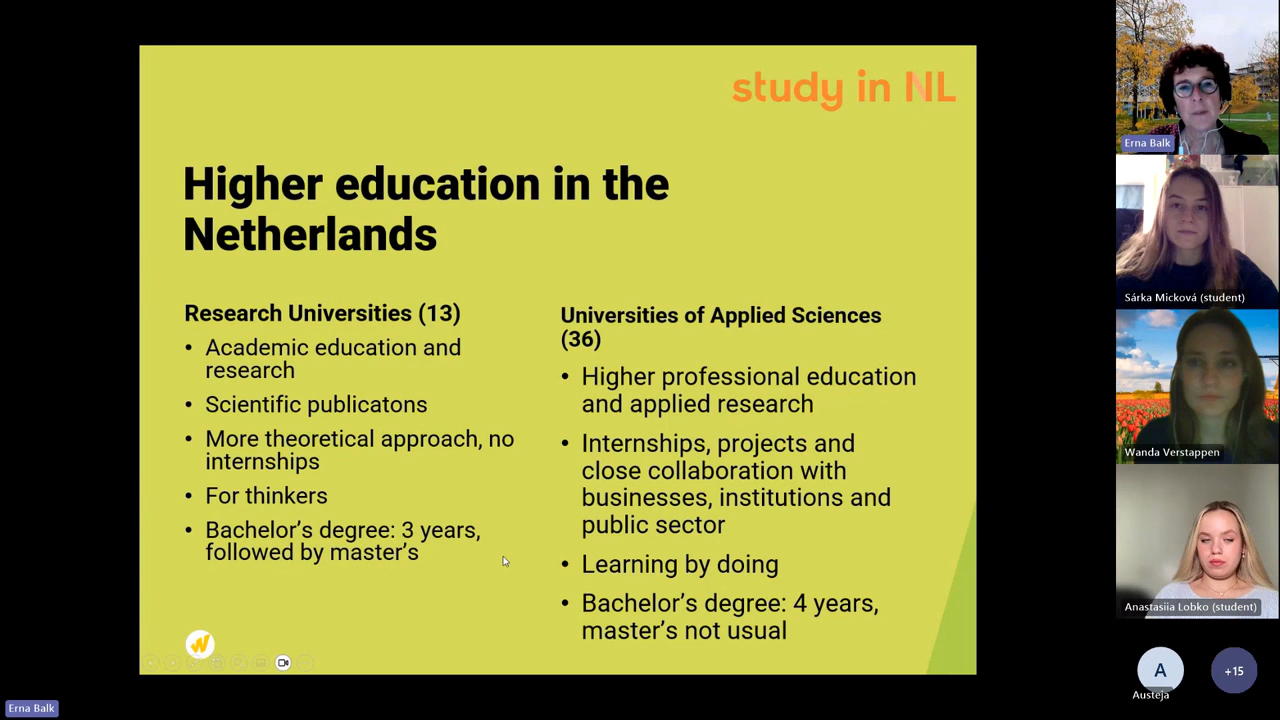 study in NL
Higher education in the
Netherlands
Research Universities (13)
• Academic education and
research
• Scientific publicatons
• More theoretical approach, no
internships
• For thinkers
• Bachelor’s degree: 3 years,
followed by master’s
Universities of Applied Sciences
(36)
• Higher professional education
and applied research
• Internships, projects and
close collaboration with
businesses, institutions and
public sector
• Learning by doing
• Bachelor’s degree: 4 years,
master’s not usual
Erna Balk
Sárka Micková (student)
Wanda Verstappen
Anastasiia Lobko (student)
A
Austeja
+15
Erna Balk